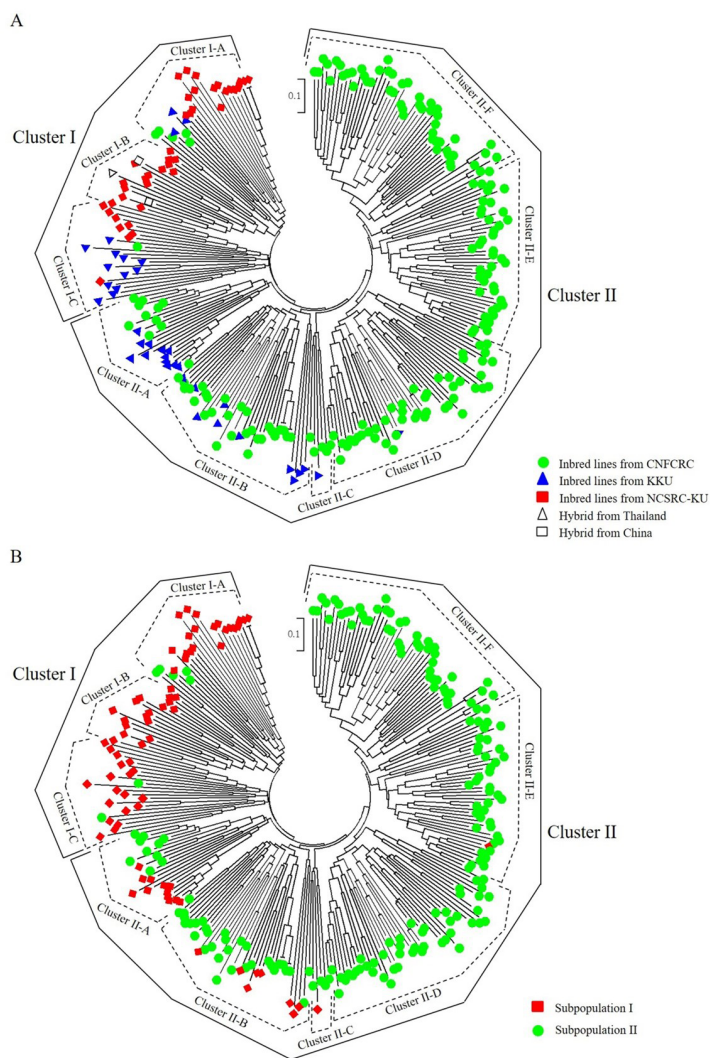 A
Cluster I-A
Cluster I
Cluster I-B
Cluster I-C
0.1
Cluster II-F
Cluster II-E
Cluster II
Cluster II-A
Cluster II-B
Cluster II-C
Cluster II-D
Inbred lines from CNFCRC
Inbred lines from KKU
Inbred lines from NCSRC-KU
Hybrid from Thailand
Hybrid from China
B
Cluster I-A
Cluster I
Cluster I-B
Cluster I-C
0.1
Cluster II-F
Cluster II-E
Cluster II
Cluster II-A
Cluster II-B
Cluster II-C
Cluster II-D
Subpopulation I
Subpopulation II